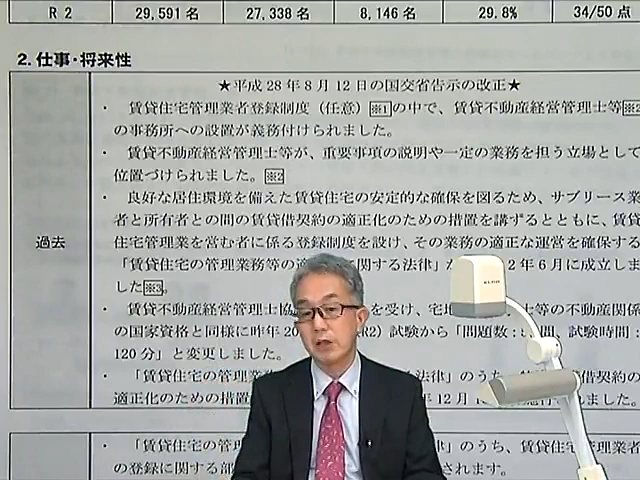 R 2 29,591 名 27,338 名 8,146 名 29.8% 34/50 点
2. 仕事・将来性
★平成 28 年 8 月 12 日の国交省告示の改正★
・ 賃貸住宅管理業者登録制度（任意）※1の中で、賃貸不動産経営管理士等※2
の事務所への設置が義務付けられました。
・ 賃貸不動産経営管理士等が、重要事項の説明や一定の業務を担う立場として
位置づけられました。※2
・ 良好な居住環境を備えた賃貸住宅の安定的な確保を図るため、サブリース業
者と所有者との間の賃貸借契約の適正化のための措置を講ずるとともに、賃貸
過去
住宅管理業を営む者に係る登録制度を設け、その業務の適正な運営を確保する
「賃貸住宅の管理業務等の適 に関する法律」 2 年 6 月に成立しま
した※3。
・ 賃貸不動産経営管理士協 を受け、宅地 士等の不動産関係
の国家資格と同様に昨年 20 R2）試験から「問題数： 問、試験時間：
120 分」と変更しました。
・ 「賃貸住宅の管理業務 法律」のうち、 契約の
適正化のための措置 年 12 月 1
・ 「賃貸住宅の管理 」のうち、賃貸住宅管理業者
の登録に関する部 されます。
ELMO